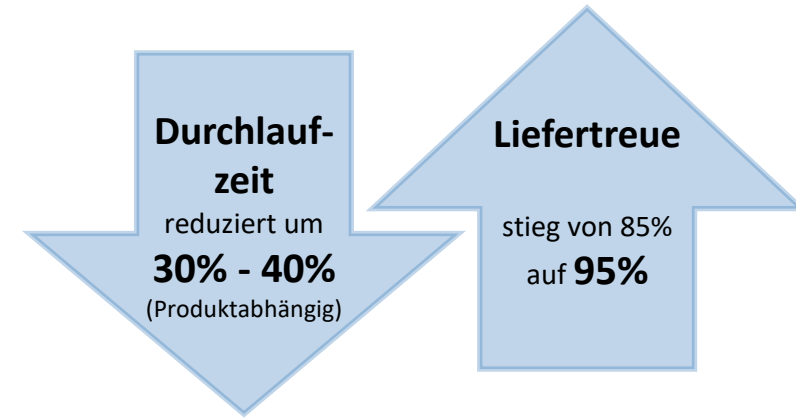 Durchlauf-
zeit
reduziert um
30% - 40%
(Produktabhängig)
Liefertreue
stieg von 85%
auf 95%